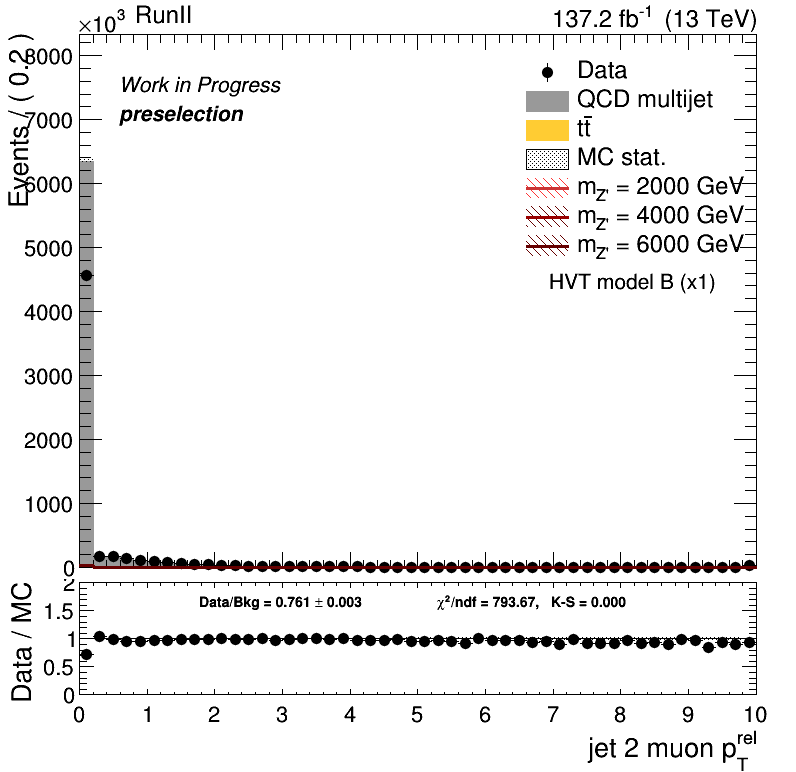 ×10³ RunII 137.2 fb⁻¹ (13 TeV)
Events / ( 0.2 )
8000
7000
6000
5000
4000
3000
2000
1000
0
Work in Progress
preselection
Data
QCD multijet
tt̄
MC stat.
m_Z' = 2000 GeV
m_Z' = 4000 GeV
m_Z' = 6000 GeV
HVT model B (x1)
Data / MC
2
1.5
1
0.5
0
Data/Bkg = 0.761 ± 0.003 χ²/ndf = 793.67, K-S = 0.000
0 1 2 3 4 5 6 7 8 9 10
jet 2 muon p_T^rel